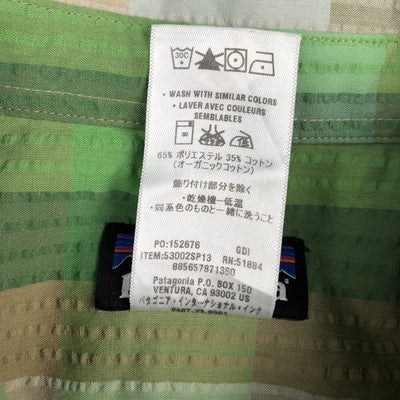 30C
• WASH WITH SIMILAR COLORS
• LAVER AVEC COULEURS
SEMBLABLES
65% ポリエステル 35% コットン
(オーガニックコットン)
飾り付け部分を除く
・乾燥機一低温
・同系色のものと一緒に洗うこと
PO:152676 GDI
ITEM:53002SP13 RN:51884
885657871350
Patagonia P.O. BOX 150
VENTURA, CA 93002 US
パタゴニア・インターナショナル・インク